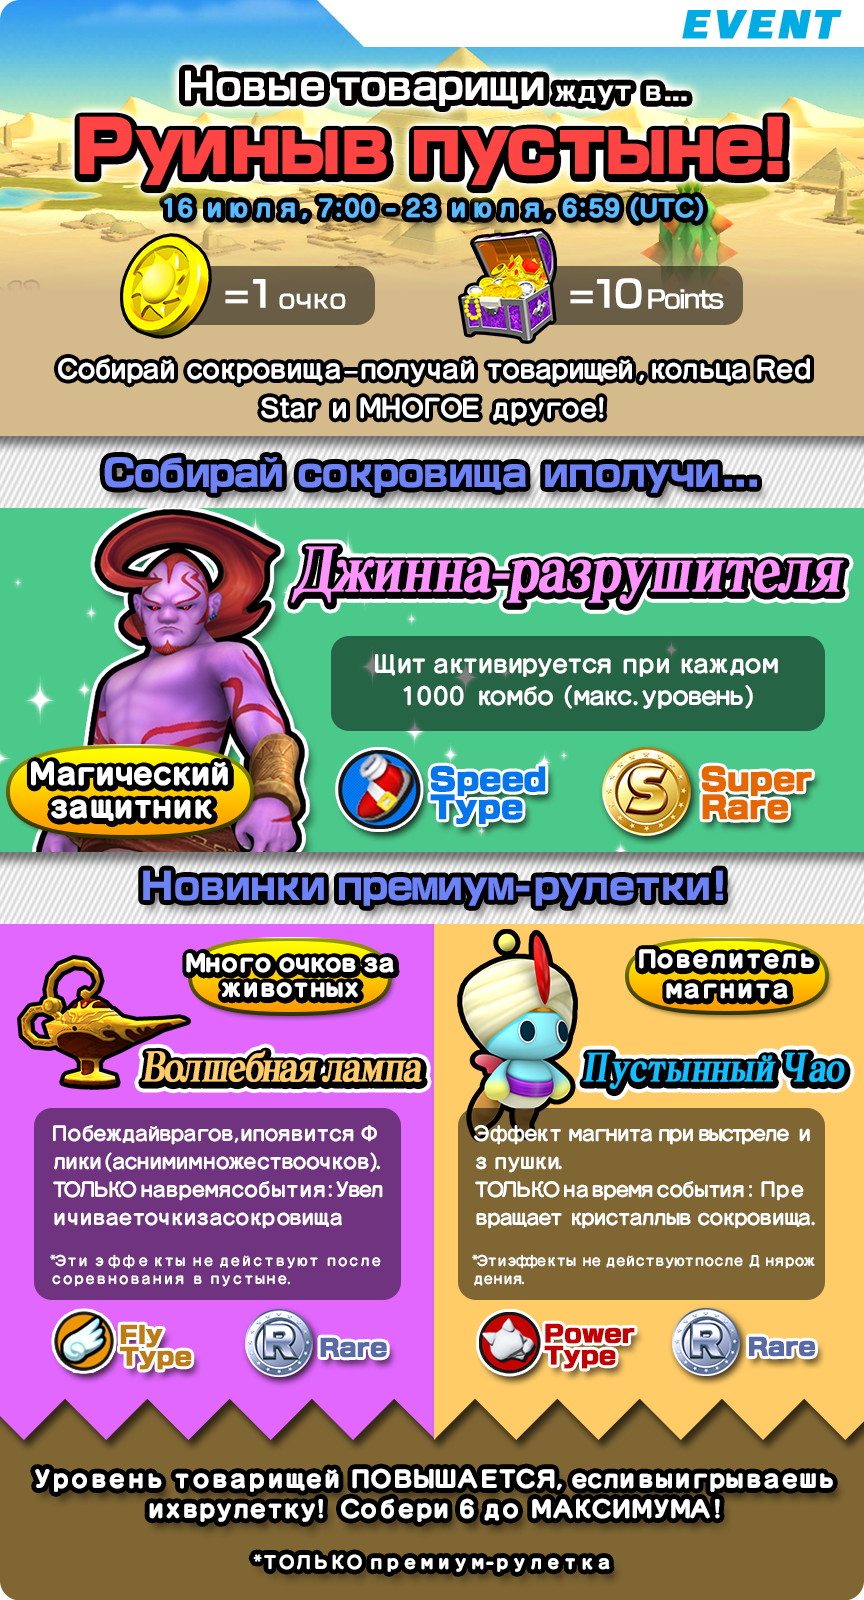 EVENT
Новые товарищи ждут в...
Руиныв пустыне!
16 июля, 7:00 - 23 июля, 6:59 (UTC)
=1 очко
=10 Points
Собирай сокровища-получай товарищей, кольца Red
Star и МНОГОЕ другое!
Собирай сокровища иполучи...
Джинна-разрушителя
Щит активируется при каждом
1000 комбо (макс. уровень)
Магический
защитник
Speed
Type
S
Super
Rare
Новинки премиум-рулетки!
Много очков за
животных
Волшебная лампа
Побеждайврагов,ипоявится Ф
лики(аснимимножествоочков).
ТОЛЬКО навремясобытия: Увел
ичиваеточкизасокровища
*Эти эффекты не действуют после
соревнования в пустыне.
Fly
Type
R
Rare
Повелитель
магнита
Пустынный Чао
Эффект магнита при выстреле и
з пушки.
ТОЛЬКО на время события: Пре
вращает кристаллыв сокровища.
*Этиэффекты не действуютпосле Д нярож
дения.
Power
Type
R
Rare
Уровень товарищей ПОВЫШАЕТСЯ, есливыигрываешь
ихврулетку! Собери 6 до МАКСИМУМА!
*ТОЛЬКО премиум-рулетка